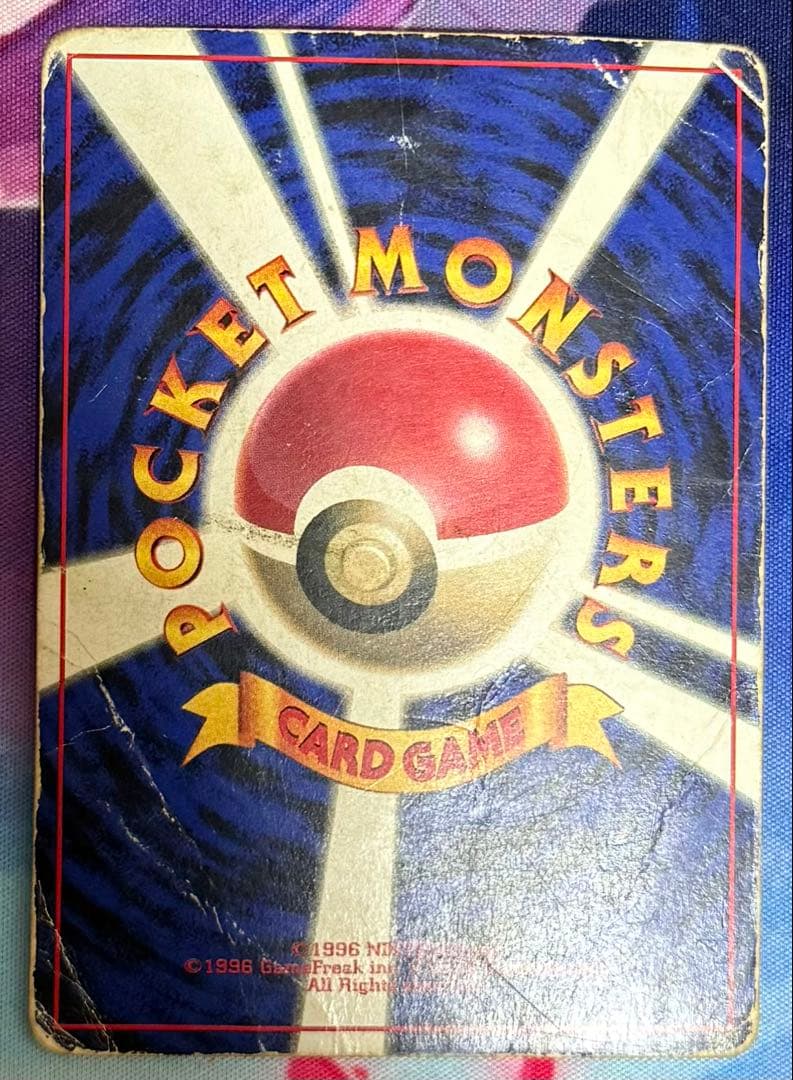 POCKET MONSTERS
CARD GAME
©1996
©1996 GameFreak inc
All Rights